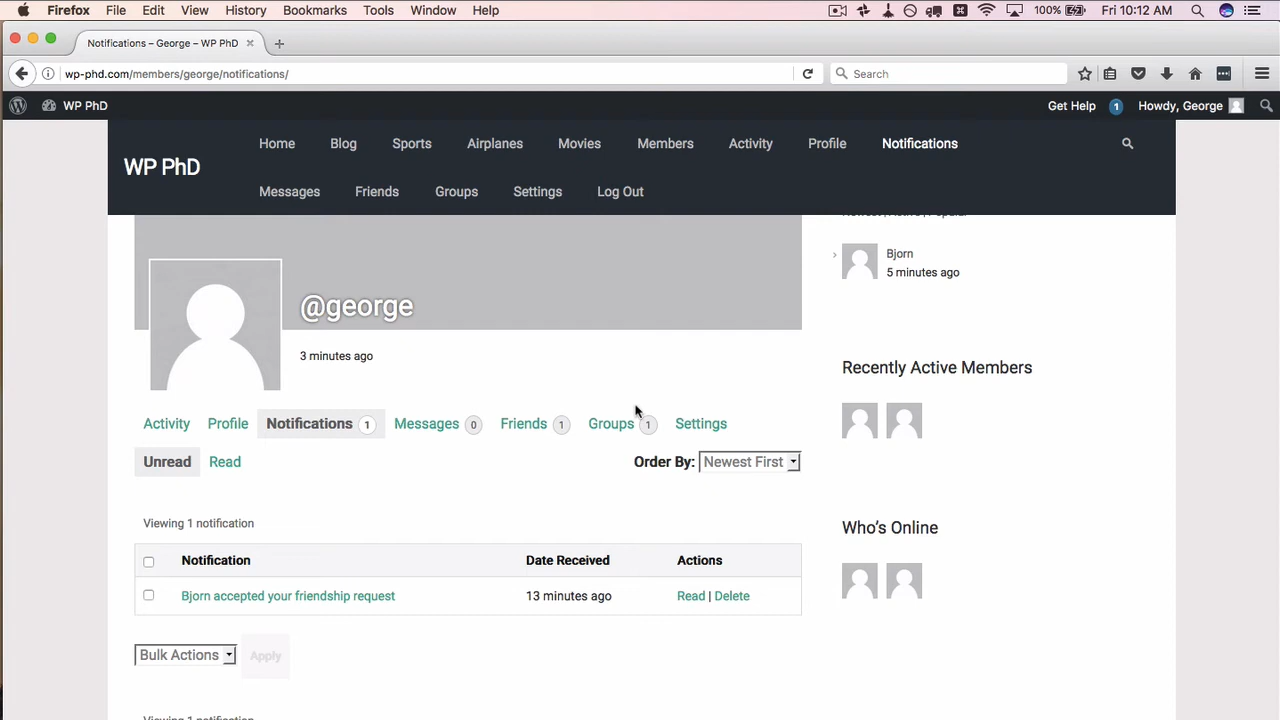 Firefox File Edit View History Bookmarks Tools Window Help 100% Fri 10:12 AM
Notifications – George – WP PhD
wp-phd.com/members/george/notifications/ Search
WP PhD Get Help 1 Howdy, George
WP PhD
Home Blog Sports Airplanes Movies Members Activity Profile Notifications
Messages Friends Groups Settings Log Out
Bjorn
5 minutes ago
@george
3 minutes ago
Recently Active Members
Activity Profile Notifications 1 Messages 0 Friends 1 Groups 1 Settings
Unread Read Order By: Newest First
Viewing 1 notification
Who's Online
Notification Date Received Actions
Bjorn accepted your friendship request 13 minutes ago Read | Delete
Bulk Actions Apply
Viewing 1 notification